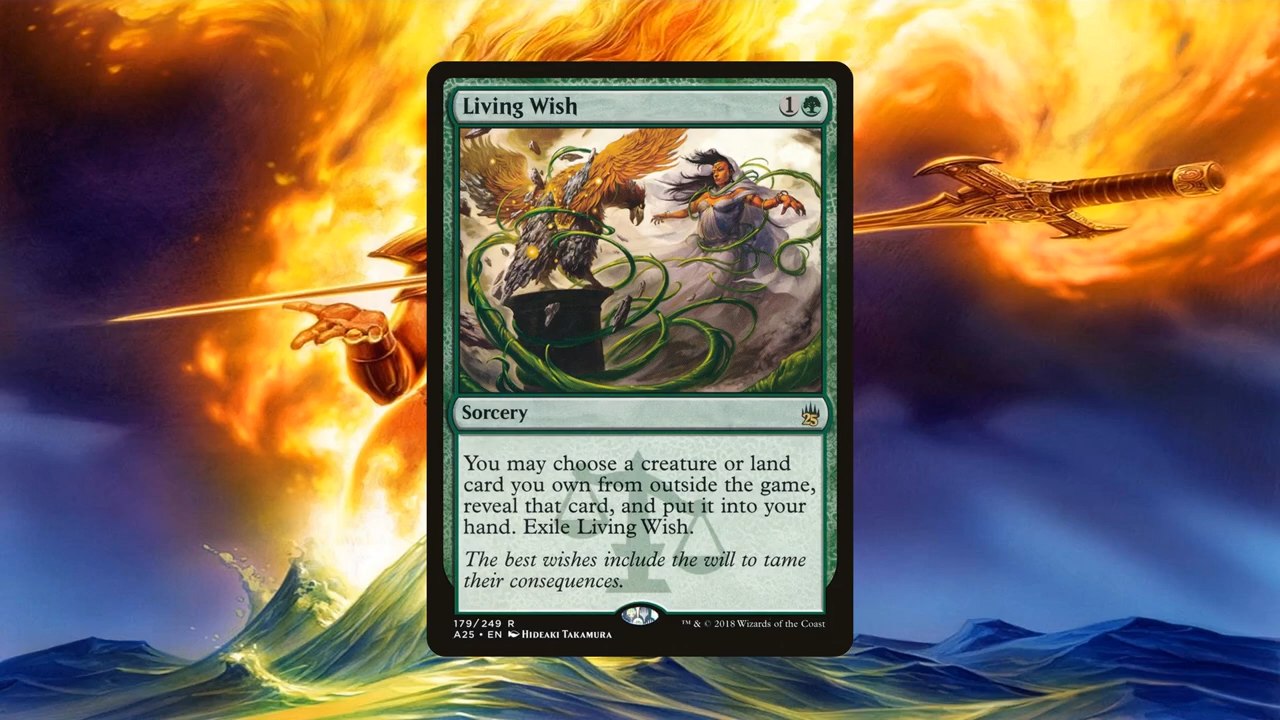 Living Wish 1
Sorcery 25
You may choose a creature or land
card you own from outside the game,
reveal that card, and put it into your
hand. Exile Living Wish.
The best wishes include the will to tame
their consequences.
179/249 R
A25 • EN HIDEAKI TAKAMURA
™ & © 2018 Wizards of the Coast